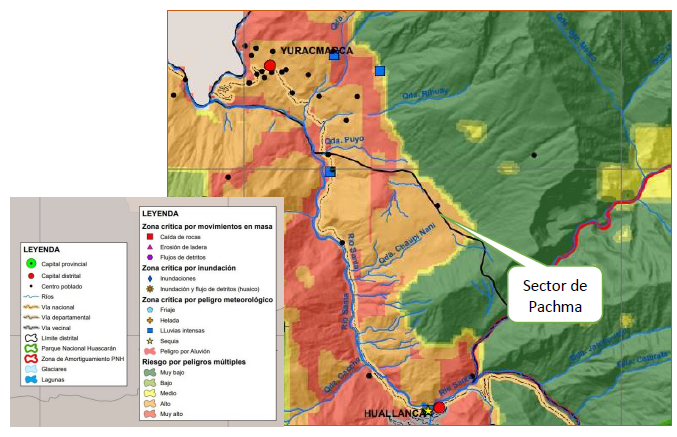 YURACMARCA
Qda. Rihuay
Qda. Puyo
Río Santa
Qda. Chaupi Nani
Sector de
Pachma
Río Santa
HUALLANCA
LEYENDA
Capital provincial
Capital distrital
Centro poblado
Ríos
Vía nacional
Vía departamental
Vía vecinal
Límite distrital
Parque Nacional Huascarán
Zona de Amortiguamiento PNH
Glaciares
Lagunas
LEYENDA
Zona crítica por movimientos en masa
Caída de rocas
Erosión de ladera
Flujos de detritos
Zona crítica por inundación
Inundaciones
Inundación y flujo de detritos (huaico)
Zona crítica por peligro meteorológico
Friaje
Helada
LLuvias intensas
Sequía
Peligro por Aluvión
Riesgo por peligros múltiples
Muy bajo
Bajo
Medio
Alto
Muy alto